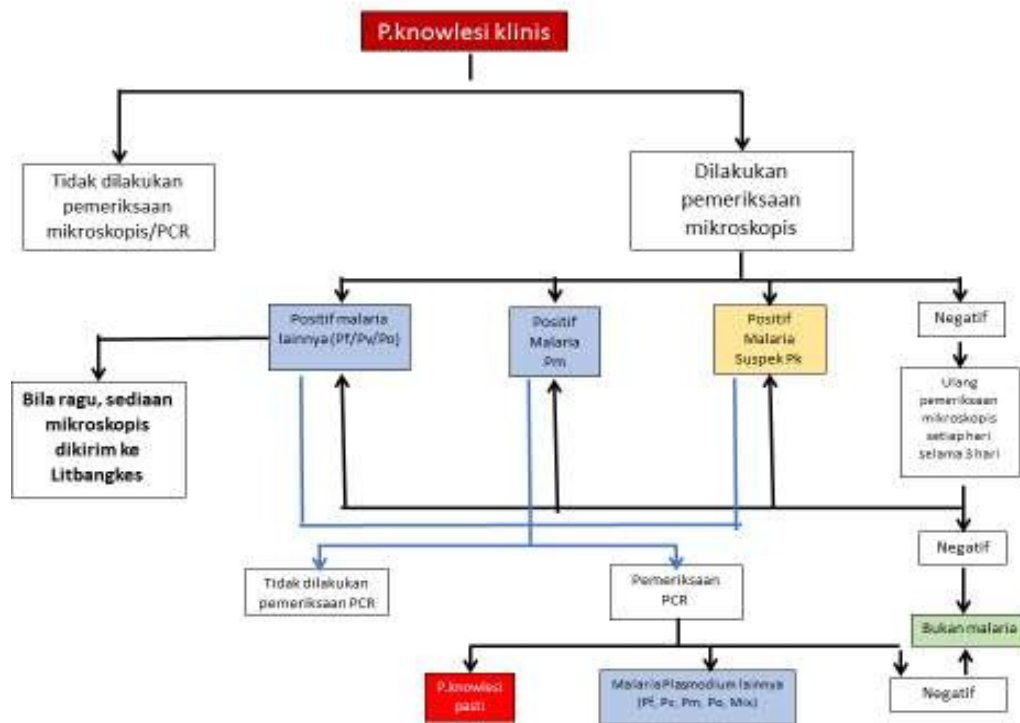 P.knowlesi klinis
Tidak dilakukan
pemeriksaan
mikroskopis/PCR
Dilakukan
pemeriksaan
mikroskopis
Positif malaria
lainnya (Pf/Pv/Po)
Positif
Malaria
Pm
Positif
Malaria
Suspek Pk
Negatif
Bila ragu, sediaan
mikroskopis
dikirim ke
Litbangkes
Ulang
pemeriksaan
mikroskopis
setiap hari
selama 3 hari
Negatif
Tidak dilakukan
pemeriksaan PCR
Pemeriksaan
PCR
Bukan malaria
P.knowlesi
pasti
Malaria Plasmodium lainnya
(Pf, Pv, Pm, Po, Mix)
Negatif